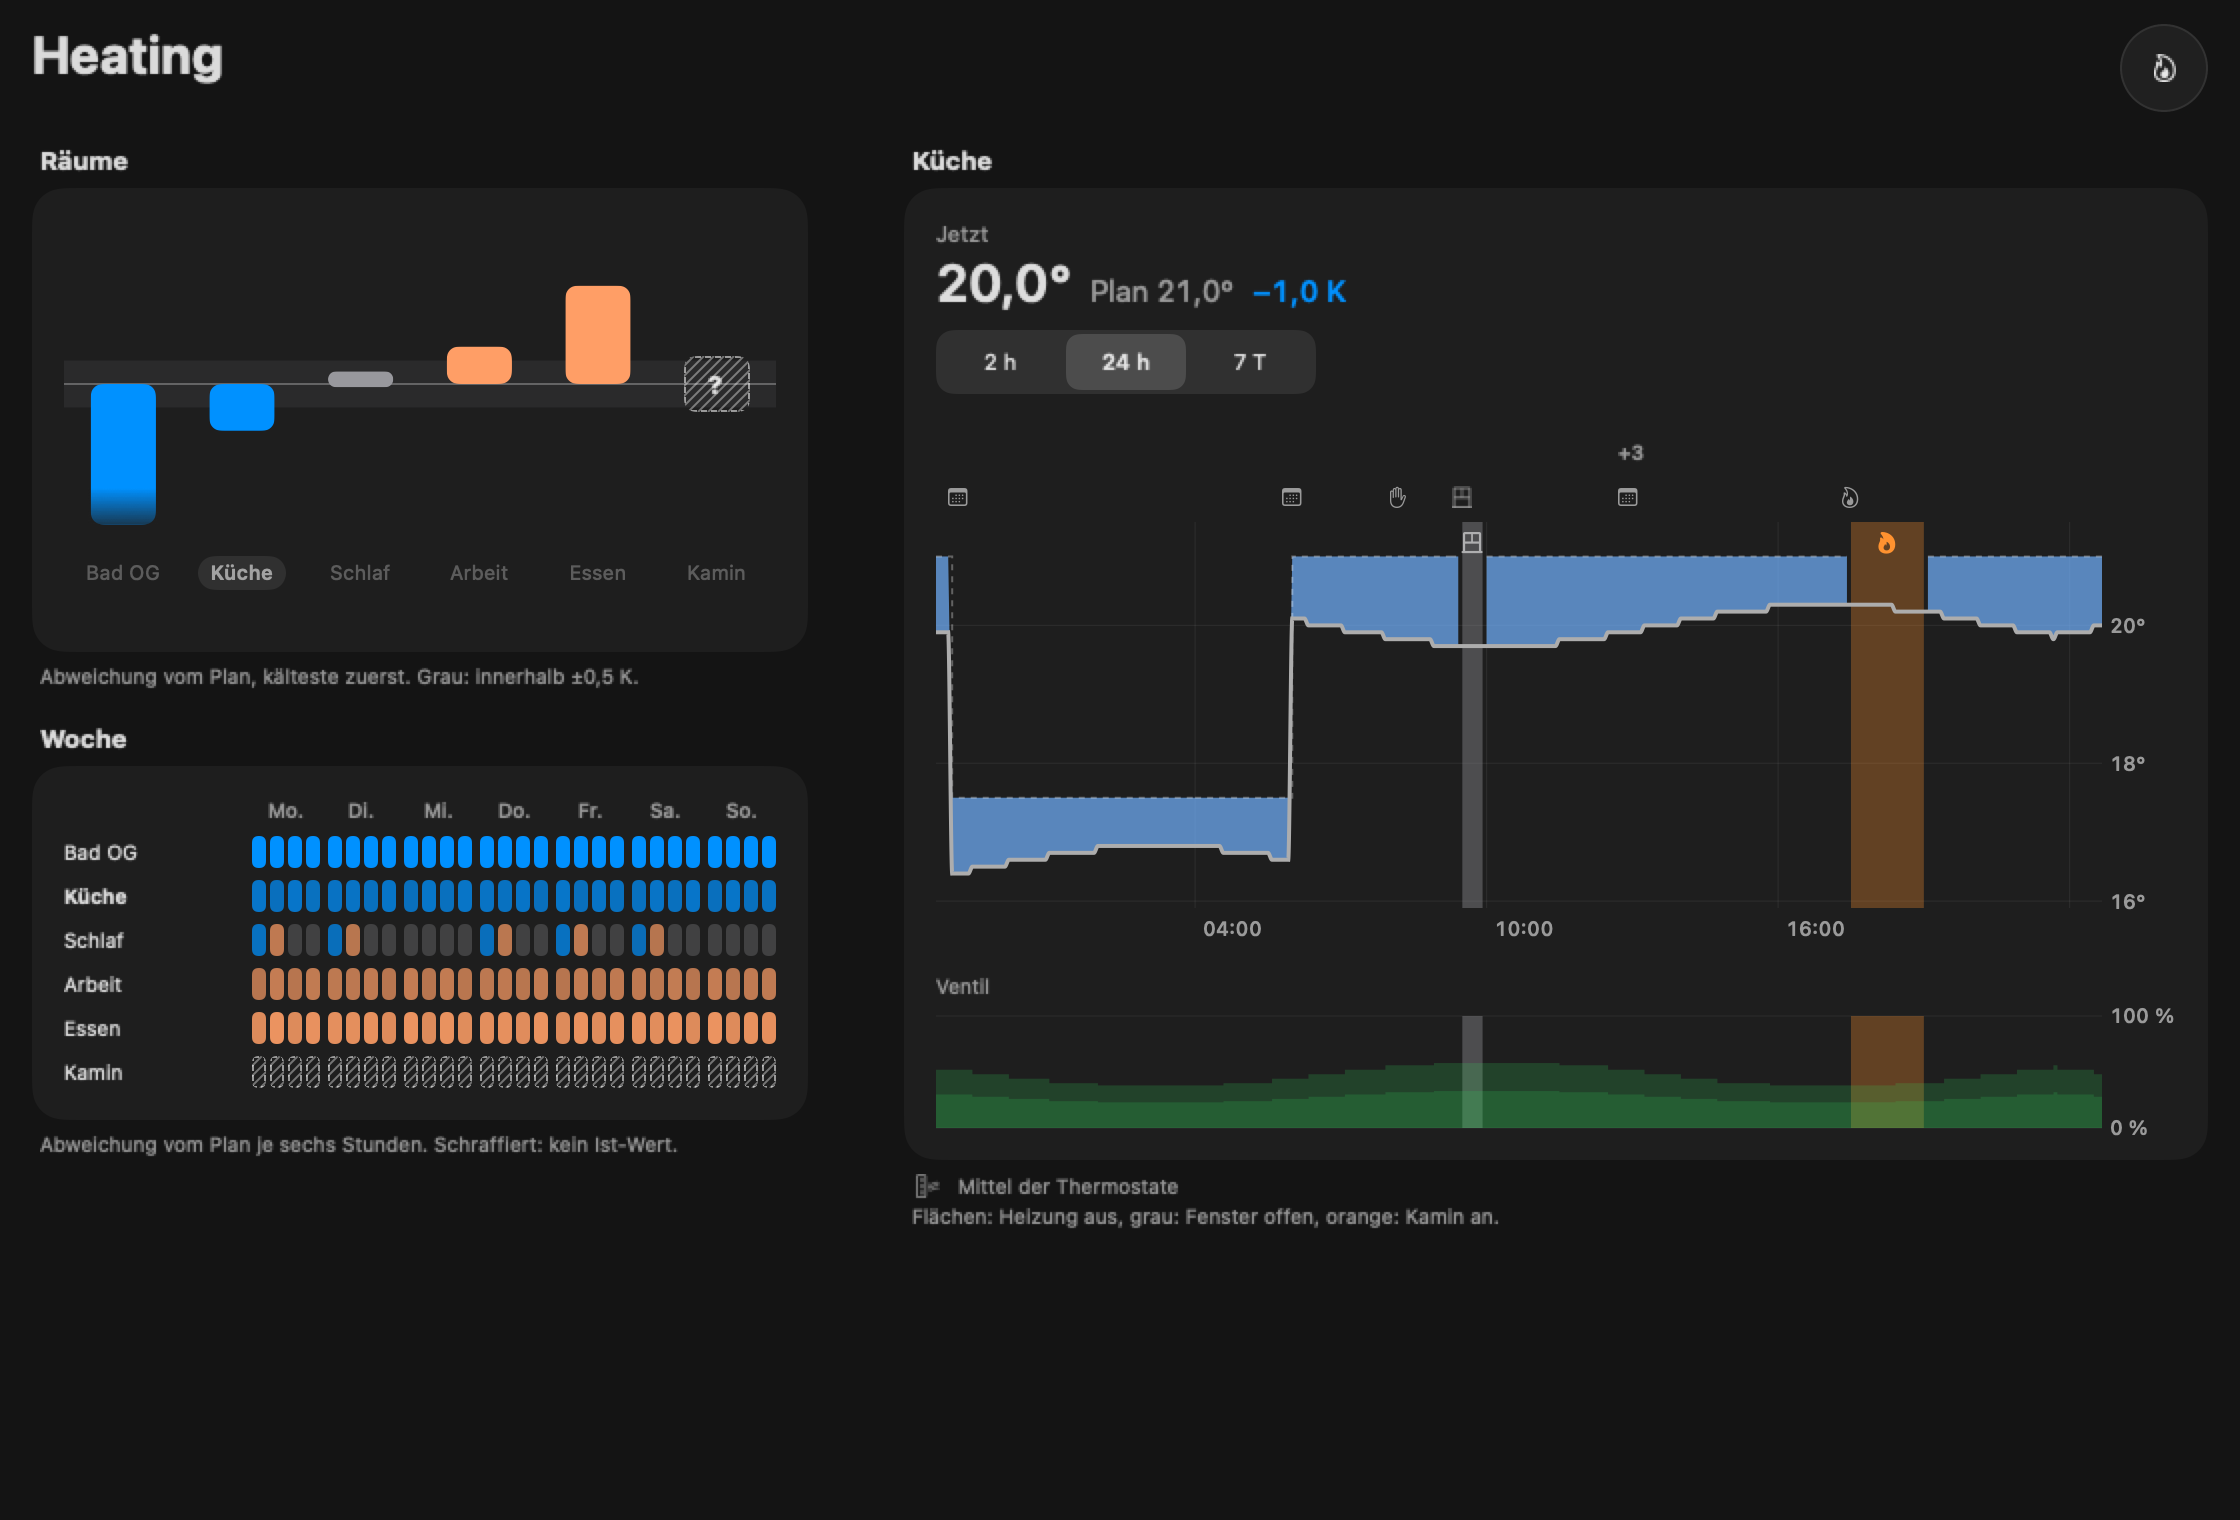 Heating
Räume
?
Bad OG Küche Schlaf Arbeit Essen Kamin
Abweichung vom Plan, kälteste zuerst. Grau: innerhalb ±0,5 K.
Woche
Mo. Di. Mi. Do. Fr. Sa. So.
Bad OG
Küche
Schlaf
Arbeit
Essen
Kamin
Abweichung vom Plan je sechs Stunden. Schraffiert: kein Ist-Wert.
Küche
Jetzt
20,0° Plan 21,0° −1,0 K
2 h 24 h 7 T
+3
20°
18°
16°
04:00 10:00 16:00
Ventil
100 %
0 %
Mittel der Thermostate
Flächen: Heizung aus, grau: Fenster offen, orange: Kamin an.